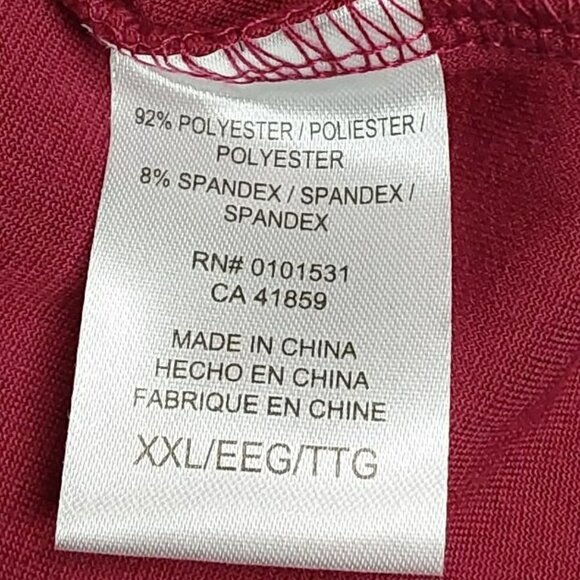 92% POLYESTER / POLIESTER /
POLYESTER
8% SPANDEX / SPANDEX /
SPANDEX
RN# 0101531
CA 41859
MADE IN CHINA
HECHO EN CHINA
FABRIQUE EN CHINE
XXL/EEG/TTG